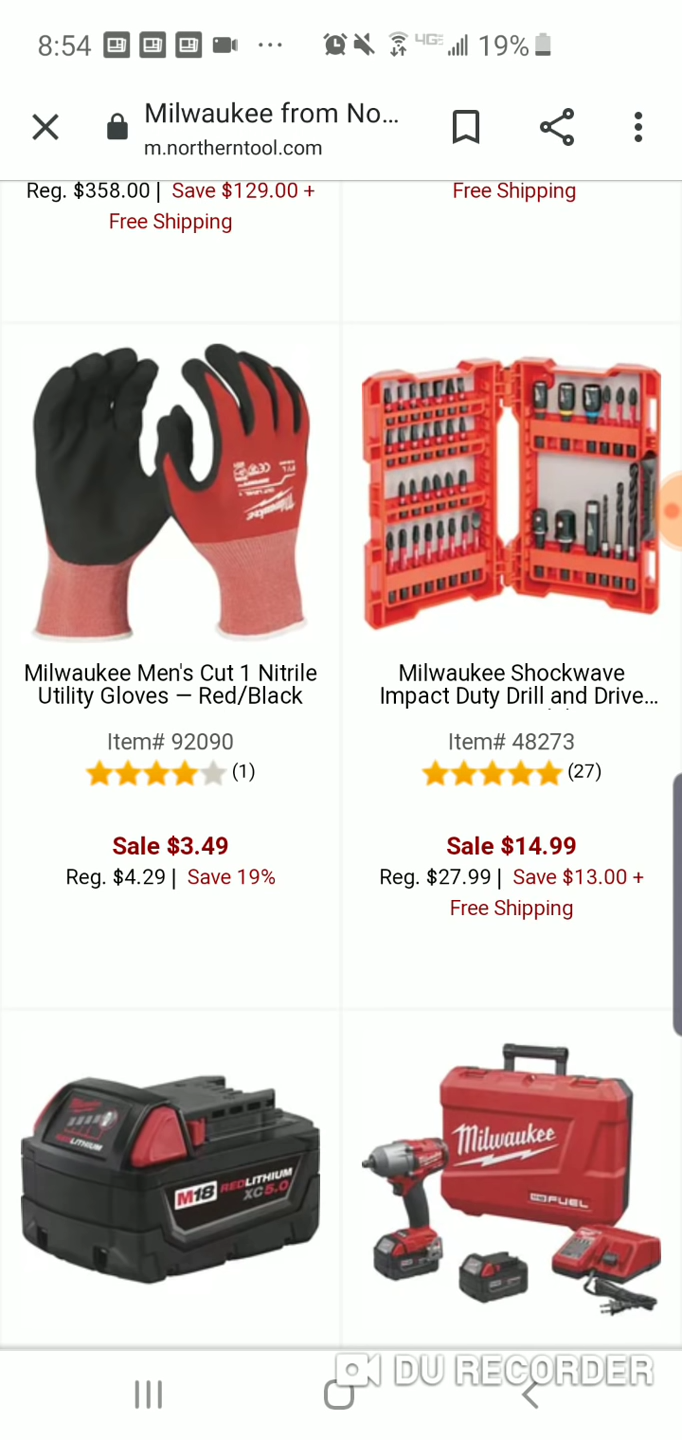 8:54 4GE 19%
Milwaukee from No...
m.northerntool.com
Reg. $358.00 | Save $129.00 +
Free Shipping
Free Shipping
Milwaukee
Milwaukee Men's Cut 1 Nitrile
Utility Gloves — Red/Black
Item# 92090
(1)
Sale $3.49
Reg. $4.29 | Save 19%
Milwaukee Shockwave
Impact Duty Drill and Drive...
Item# 48273
(27)
Sale $14.99
Reg. $27.99 | Save $13.00 +
Free Shipping
REDLITHIUM
M18 REDLITHIUM
XC5.0
Milwaukee
FUEL
DU RECORDER